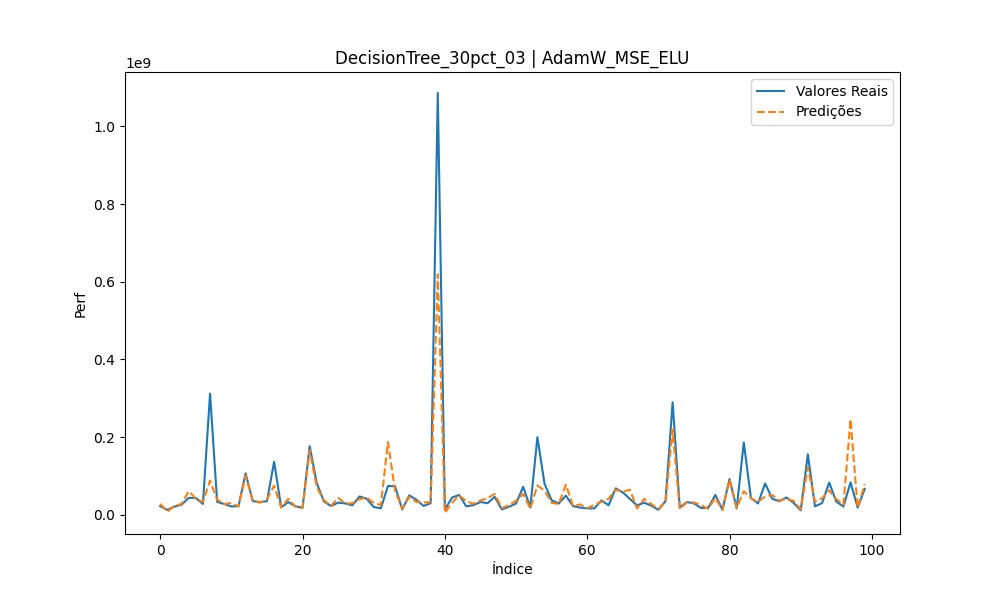 DecisionTree_30pct_03 | AdamW_MSE_ELU
1e9
Valores Reais
Predições
1.0
0.8
0.6
0.4
0.2
0.0
Perf
0 20 40 60 80 100
Índice